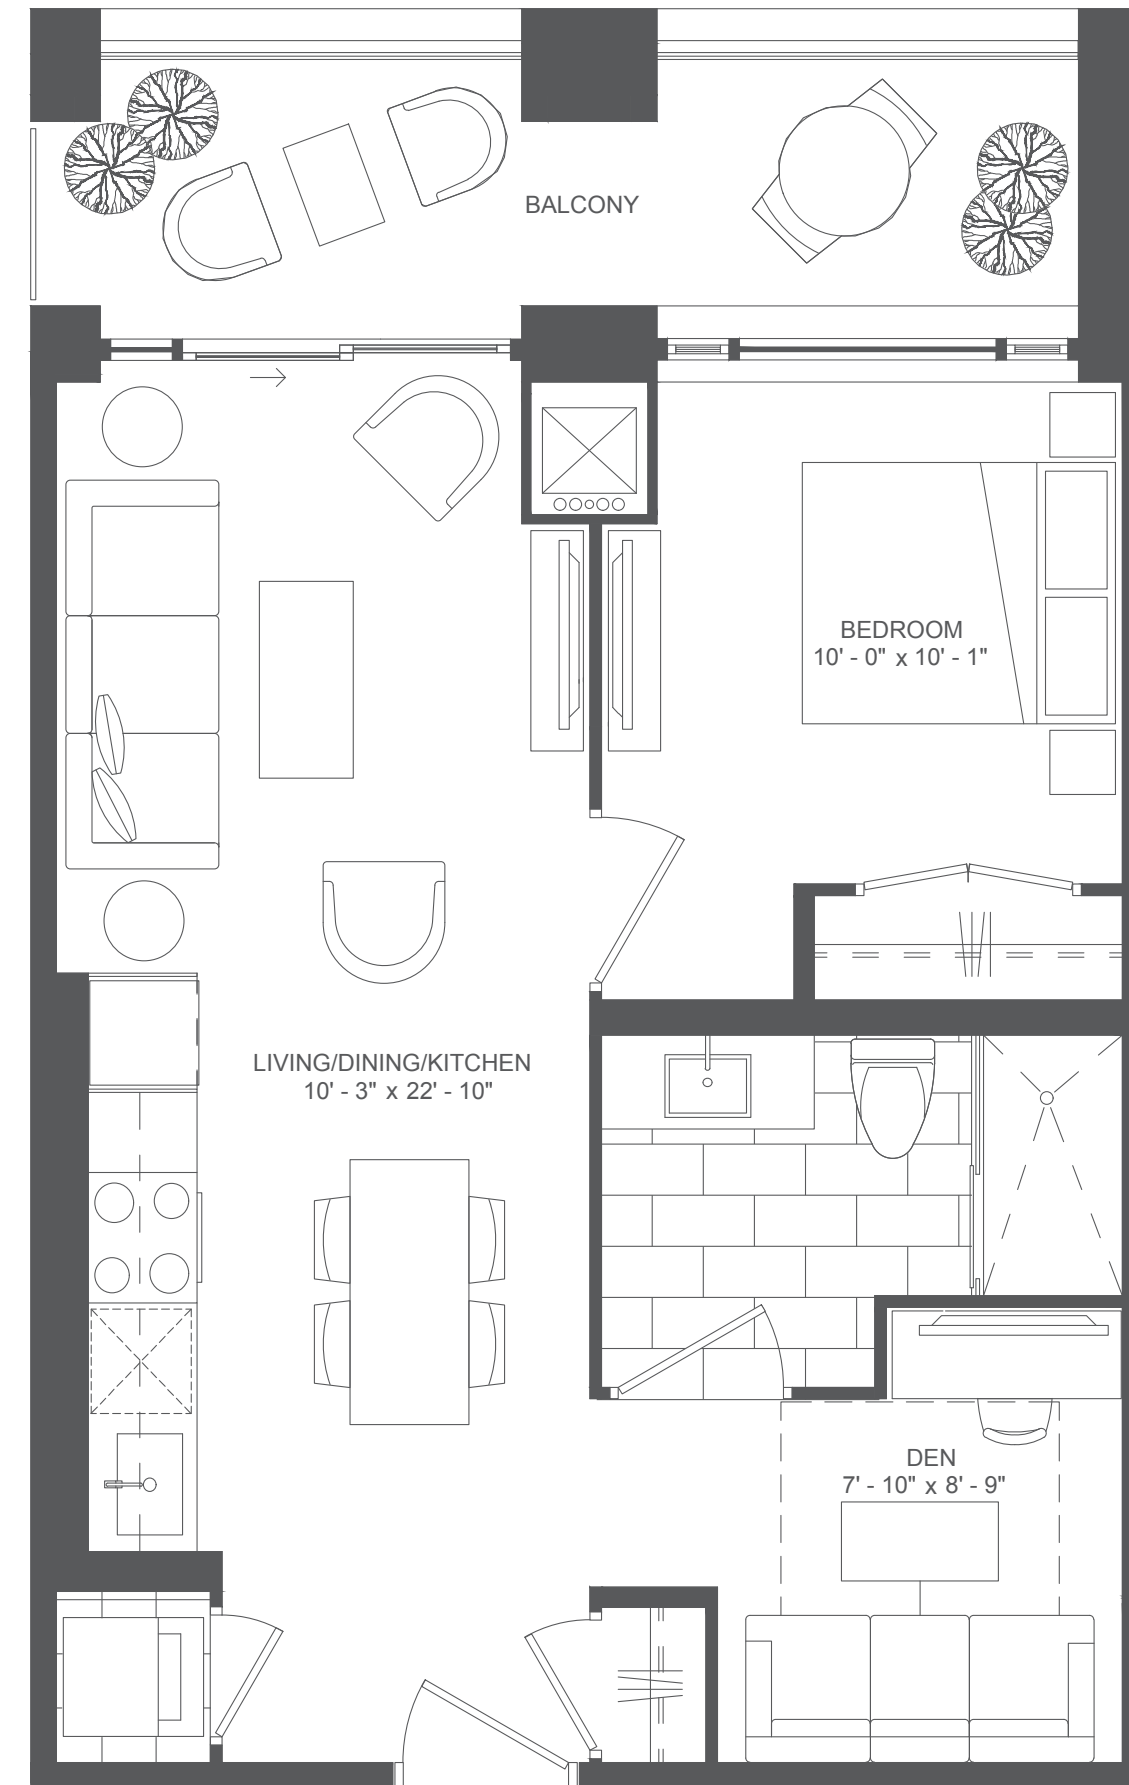 BALCONY
BEDROOM
10' - 0" x 10' - 1"
LIVING/DINING/KITCHEN
10' - 3" x 22' - 10"
DEN
7' - 10" x 8' - 9"